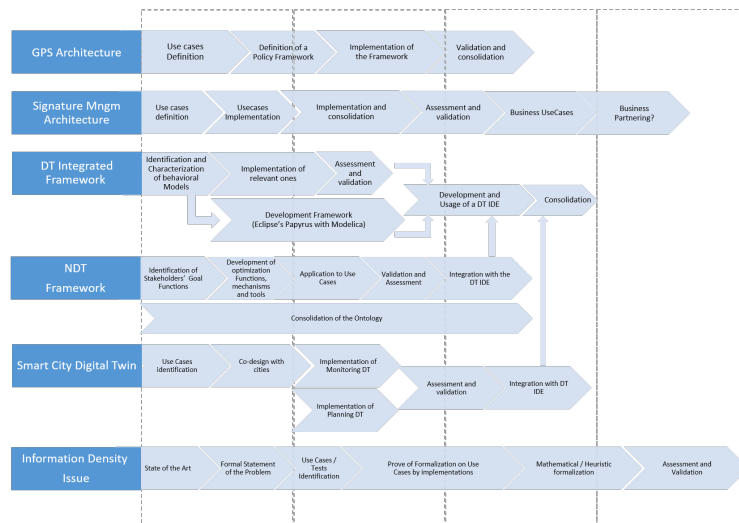 GPS Architecture
Use cases
Definition
Definition of a
Policy Framework
Implementation of
the Framework
Validation and
consolidation
Signature Mngm
Architecture
Use cases
definition
Usecases
Implementation
Implementation and
consolidation
Assessment and
validation
Business UseCases
Business
Partnering?
DT Integrated
Framework
Identification and
Characterization
of behavioral
Models
Implementation of
relevant ones
Assessment
and
validation
Development Framework
(Eclipse's Papyrus with Modelica)
Development and
Usage of a DT IDE
Consolidation
NDT
Framework
Identification of
Stakeholders' Goal
Functions
Development of
optimization
Functions,
mechanisms
and tools
Application to Use
Cases
Validation and
Assessment
Integration with the
DT IDE
Consolidation of the Ontology
Smart City Digital Twin
Use Cases
identification
Co-design with
cities
Implementation of
Monitoring DT
Implementation of
Planning DT
Assessment and
validation
Integration with DT
IDE
Information Density
Issue
State of the Art
Formal Statement
of the Problem
Use Cases /
Tests
Identification
Prove of Formalization on Use
Cases by implementations
Mathematical / Heuristic
formalization
Assessment and
Validation